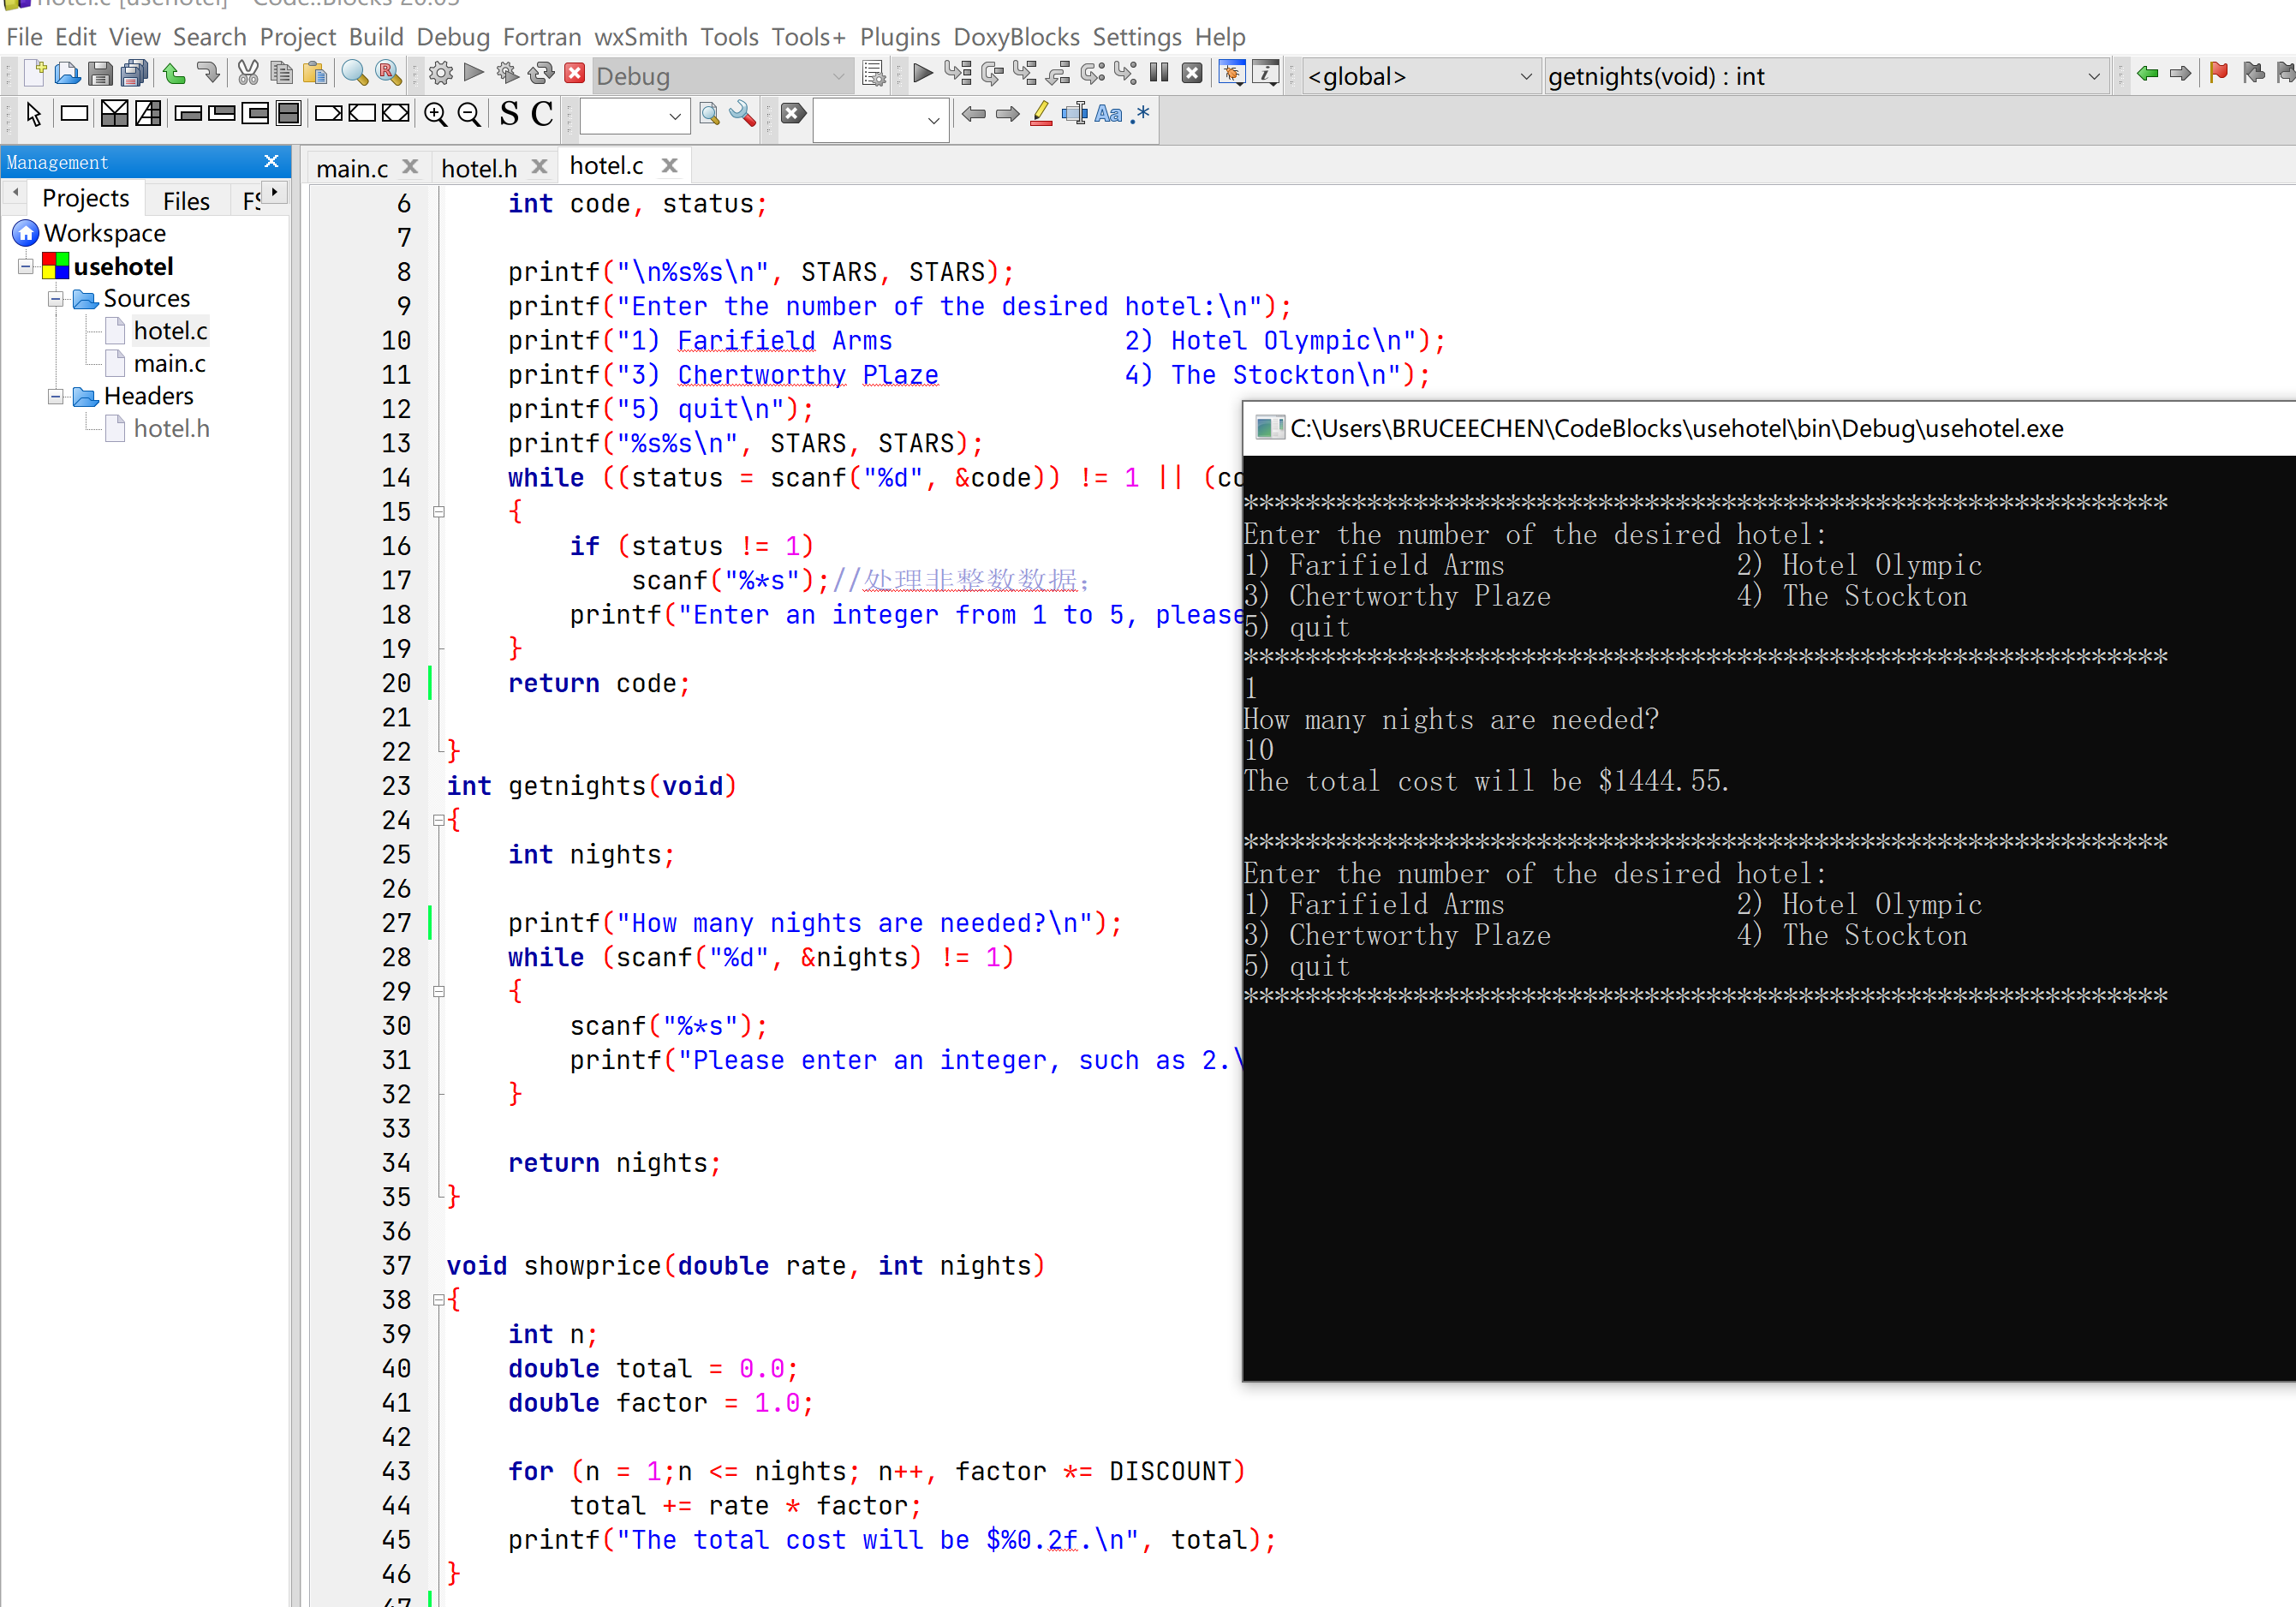 hotel.c [usehotel] - Code::Blocks 20.03
File Edit View Search Project Build Debug Fortran wxSmith Tools Tools+ Plugins DoxyBlocks Settings Help
Debug
<global>
getnights(void) : int
S C
Aa .*
Management
Projects Files FS
Workspace
usehotel
Sources
hotel.c
main.c
Headers
hotel.h
main.c hotel.h hotel.c
6 int code, status;
7
8 printf("\n%s%s\n", STARS, STARS);
9 printf("Enter the number of the desired hotel:\n");
10 printf("1) Farifield Arms 2) Hotel Olympic\n");
11 printf("3) Chertworthy Plaze 4) The Stockton\n");
12 printf("5) quit\n");
13 printf("%s%s\n", STARS, STARS);
14 while ((status = scanf("%d", &code)) != 1 || (co
15 {
16 if (status != 1)
17 scanf("%*s");//处理非整数数据;
18 printf("Enter an integer from 1 to 5, please
19 }
20 return code;
21
22 }
23 int getnights(void)
24 {
25 int nights;
26
27 printf("How many nights are needed?\n");
28 while (scanf("%d", &nights) != 1)
29 {
30 scanf("%*s");
31 printf("Please enter an integer, such as 2.\
32 }
33
34 return nights;
35 }
36
37 void showprice(double rate, int nights)
38 {
39 int n;
40 double total = 0.0;
41 double factor = 1.0;
42
43 for (n = 1;n <= nights; n++, factor *= DISCOUNT)
44 total += rate * factor;
45 printf("The total cost will be $%0.2f.\n", total);
46 }
47
C:\Users\BRUCEECHEN\CodeBlocks\usehotel\bin\Debug\usehotel.exe
************************************************************
Enter the number of the desired hotel:
1) Farifield Arms 2) Hotel Olympic
3) Chertworthy Plaze 4) The Stockton
5) quit
************************************************************
1
How many nights are needed?
10
The total cost will be $1444.55.
************************************************************
Enter the number of the desired hotel:
1) Farifield Arms 2) Hotel Olympic
3) Chertworthy Plaze 4) The Stockton
5) quit
************************************************************